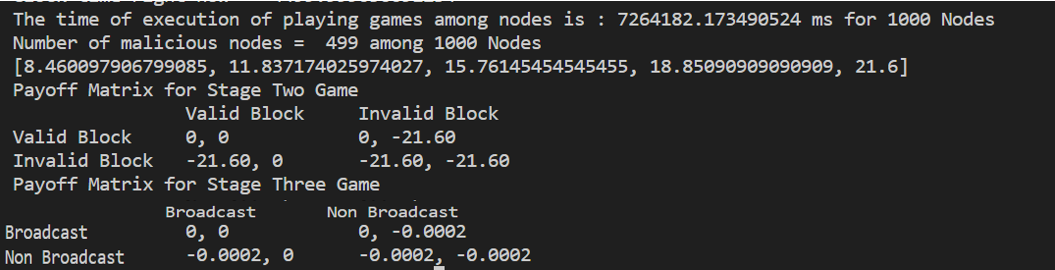 The time of execution of playing games among nodes is : 7264182.173490524 ms for 1000 Nodes
Number of malicious nodes =  499 among 1000 Nodes
[8.460097906799085, 11.837174025974027, 15.76145454545455, 18.85090909090909, 21.6]
Payoff Matrix for Stage Two Game
Valid Block Invalid Block
Valid Block 0, 0 0, -21.60
Invalid Block -21.60, 0 -21.60, -21.60
Payoff Matrix for Stage Three Game
Broadcast Non Broadcast
Broadcast 0, 0 0, -0.0002
Non Broadcast -0.0002, 0 -0.0002, -0.0002